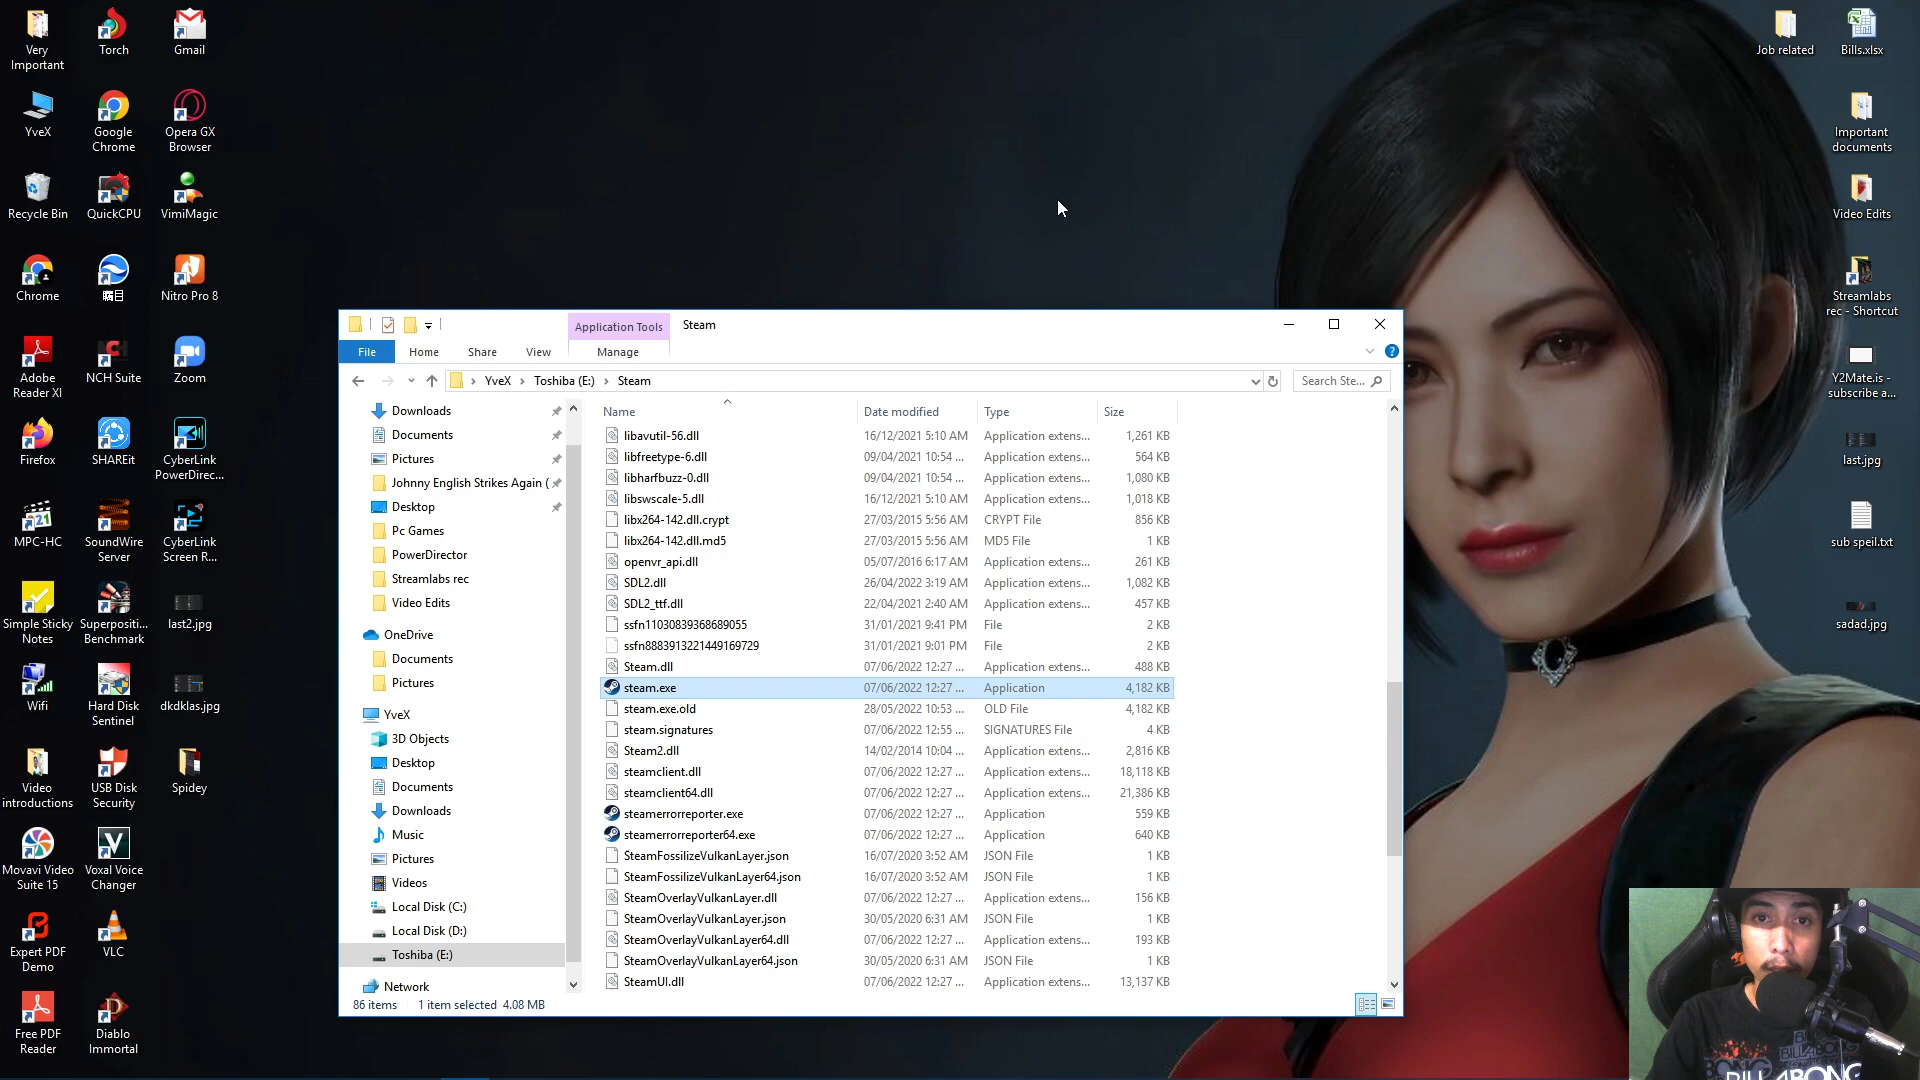 Very
Important
Torch
Gmail
YveX
Google
Chrome
Opera GX
Browser
Recycle Bin
QuickCPU
VimiMagic
Chrome
瞩目
Nitro Pro 8
Adobe
Reader XI
NCH Suite
Zoom
Firefox
SHAREit
CyberLink
PowerDirec...
MPC-HC
SoundWire
Server
CyberLink
Screen R...
Simple Sticky
Notes
Superpositi...
Benchmark
last2.jpg
Wifi
Hard Disk
Sentinel
dkdklas.jpg
Video
introductions
USB Disk
Security
Spidey
Movavi Video
Suite 15
Voxal Voice
Changer
Expert PDF
Demo
VLC
Free PDF
Reader
Diablo
Immortal
Application Tools
Steam
File
Home
Share
View
Manage
YveX > Toshiba (E:) > Steam
Search Ste...
Downloads
Documents
Pictures
Johnny English Strikes Again (
Desktop
Pc Games
PowerDirector
Streamlabs rec
Video Edits
OneDrive
Documents
Pictures
YveX
3D Objects
Desktop
Documents
Downloads
Music
Pictures
Videos
Local Disk (C:)
Local Disk (D:)
Toshiba (E:)
Network
Name Date modified Type Size
libavutil-56.dll 16/12/2021 5:10 AM Application extens... 1,261 KB
libfreetype-6.dll 09/04/2021 10:54 ... Application extens... 564 KB
libharfbuzz-0.dll 09/04/2021 10:54 ... Application extens... 1,080 KB
libswscale-5.dll 16/12/2021 5:10 AM Application extens... 1,018 KB
libx264-142.dll.crypt 27/03/2015 5:56 AM CRYPT File 856 KB
libx264-142.dll.md5 27/03/2015 5:56 AM MD5 File 1 KB
openvr_api.dll 05/07/2016 6:17 AM Application extens... 261 KB
SDL2.dll 26/04/2022 3:19 AM Application extens... 1,082 KB
SDL2_ttf.dll 22/04/2021 2:40 AM Application extens... 457 KB
ssfn11030839368689055 31/01/2021 9:41 PM File 2 KB
ssfn8883913221449169729 31/01/2021 9:01 PM File 2 KB
Steam.dll 07/06/2022 12:27 ... Application extens... 488 KB
steam.exe 07/06/2022 12:27 ... Application 4,182 KB
steam.exe.old 28/05/2022 10:53 ... OLD File 4,182 KB
steam.signatures 07/06/2022 12:55 ... SIGNATURES File 4 KB
Steam2.dll 14/02/2014 10:04 ... Application extens... 2,816 KB
steamclient.dll 07/06/2022 12:27 ... Application extens... 18,118 KB
steamclient64.dll 07/06/2022 12:27 ... Application extens... 21,386 KB
steamerrorreporter.exe 07/06/2022 12:27 ... Application 559 KB
steamerrorreporter64.exe 07/06/2022 12:27 ... Application 640 KB
SteamFossilizeVulkanLayer.json 16/07/2020 3:52 AM JSON File 1 KB
SteamFossilizeVulkanLayer64.json 16/07/2020 3:52 AM JSON File 1 KB
SteamOverlayVulkanLayer.dll 07/06/2022 12:27 ... Application extens... 156 KB
SteamOverlayVulkanLayer.json 30/05/2020 6:31 AM JSON File 1 KB
SteamOverlayVulkanLayer64.dll 07/06/2022 12:27 ... Application extens... 193 KB
SteamOverlayVulkanLayer64.json 30/05/2020 6:31 AM JSON File 1 KB
SteamUI.dll 07/06/2022 12:27 ... Application extens... 13,137 KB
86 items 1 item selected 4.08 MB
Job related
Bills.xlsx
Important
documents
Video Edits
Streamlabs
rec - Shortcut
Y2Mate.is -
subscribe a...
last.jpg
sub speil.txt
sadad.jpg
BILLABONG